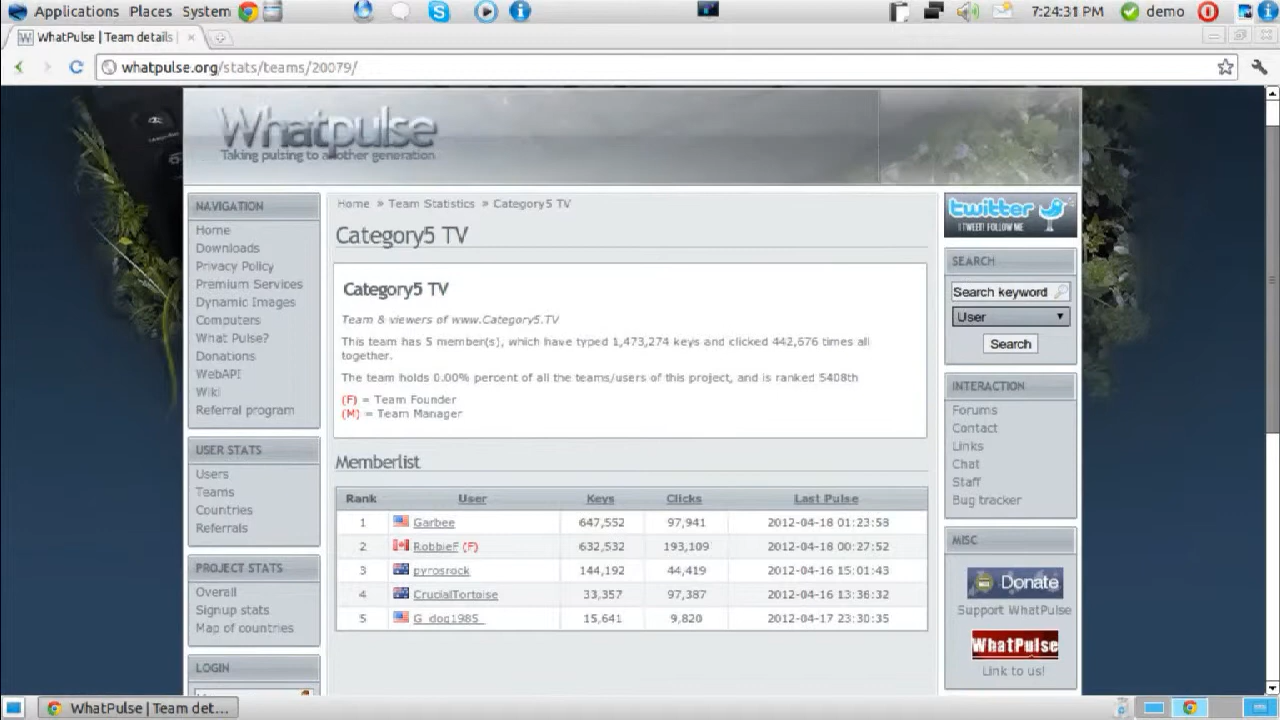 Applications Places System 7:24:31 PM demo
WhatPulse | Team details
whatpulse.org/stats/teams/20079/
Whatpulse
Taking pulsing to another generation
NAVIGATION
Home
Downloads
Privacy Policy
Premium Services
Dynamic Images
Computers
What Pulse?
Donations
WebAPI
Wiki
Referral program
USER STATS
Users
Teams
Countries
Referrals
PROJECT STATS
Overall
Signup stats
Map of countries
LOGIN
Home » Team Statistics » Category5 TV
Category5 TV
Category5 TV
Team & viewers of www.Category5.TV
This team has 5 member(s), which have typed 1,473,274 keys and clicked 442,676 times all
together.
The team holds 0.00% percent of all the teams/users of this project, and is ranked 5408th
(F) = Team Founder
(M) = Team Manager
Memberlist
Rank User Keys Clicks Last Pulse
1 Garbee 647,552 97,941 2012-04-18 01:23:58
2 RobbieF (F) 632,532 193,109 2012-04-18 00:27:52
3 pyrosrock 144,192 44,419 2012-04-16 15:01:43
4 CrucialTortoise 33,357 97,387 2012-04-16 13:36:32
5 G_dog1985_ 15,641 9,820 2012-04-17 23:30:35
twitter
I TWEET! FOLLOW ME
SEARCH
Search keyword
User
Search
INTERACTION
Forums
Contact
Links
Chat
Staff
Bug tracker
MISC
Donate
Support WhatPulse
WhatPulse
Link to us!
WhatPulse | Team det...